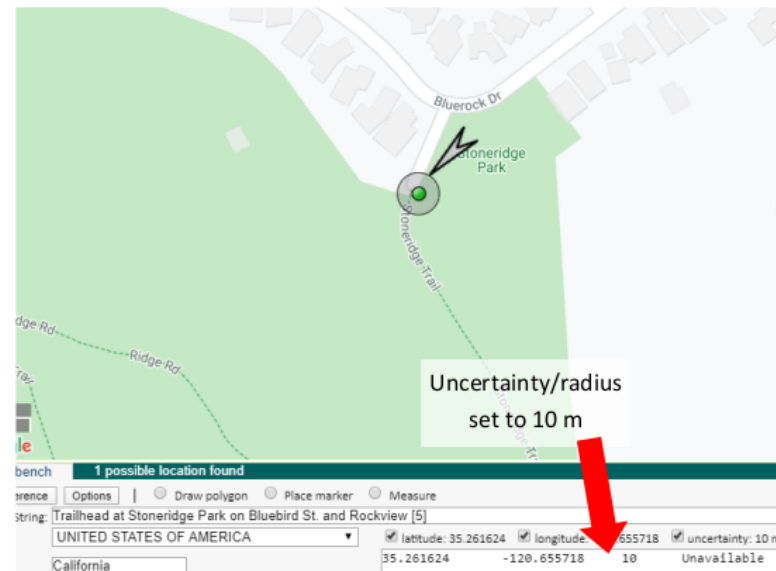 Bluerock Dr
Stoneridge
Park
Stoneridge Trail
dge Rd
Ridge Rd
Uncertainty/radius
set to 10 m
le
bench 1 possible location found
erence Options | Draw polygon Place marker Measure
String: Trailhead at Stoneridge Park on Bluebird St. and Rockview [5]
UNITED STATES OF AMERICA latitude: 35.261624 longitude: .655718 uncertainty: 10 m
35.261624 -120.655718 10 Unavailable
California